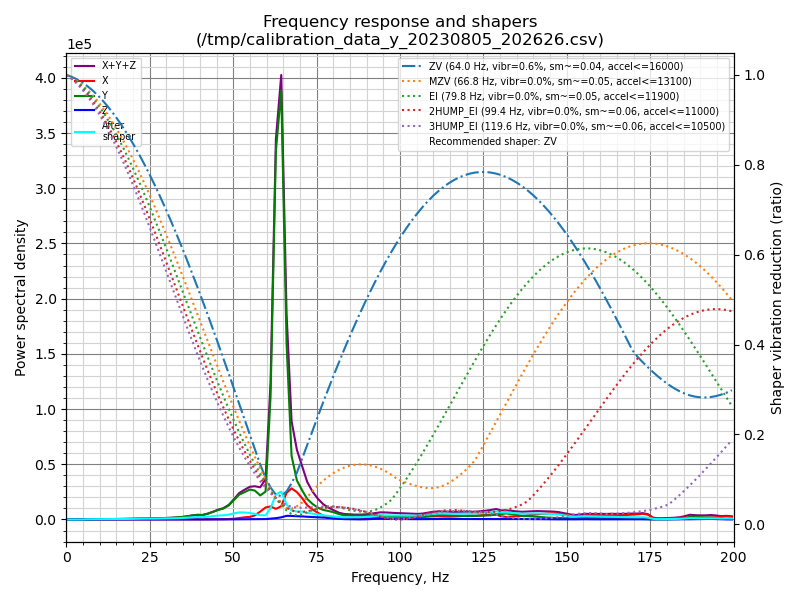 Frequency response and shapers
(/tmp/calibration_data_y_20230805_202626.csv)
1e5
X+Y+Z
X
Y
Z
After
shaper
ZV (64.0 Hz, vibr=0.6%, sm~=0.04, accel<=16000)
MZV (66.8 Hz, vibr=0.0%, sm~=0.05, accel<=13100)
EI (79.8 Hz, vibr=0.0%, sm~=0.05, accel<=11900)
2HUMP_EI (99.4 Hz, vibr=0.0%, sm~=0.06, accel<=11000)
3HUMP_EI (119.6 Hz, vibr=0.0%, sm~=0.06, accel<=10500)
Recommended shaper: ZV
Power spectral density
4.0
3.5
3.0
2.5
2.0
1.5
1.0
0.5
0.0
1.0
0.8
0.6
0.4
0.2
0.0
Shaper vibration reduction (ratio)
0 25 50 75 100 125 150 175 200
Frequency, Hz